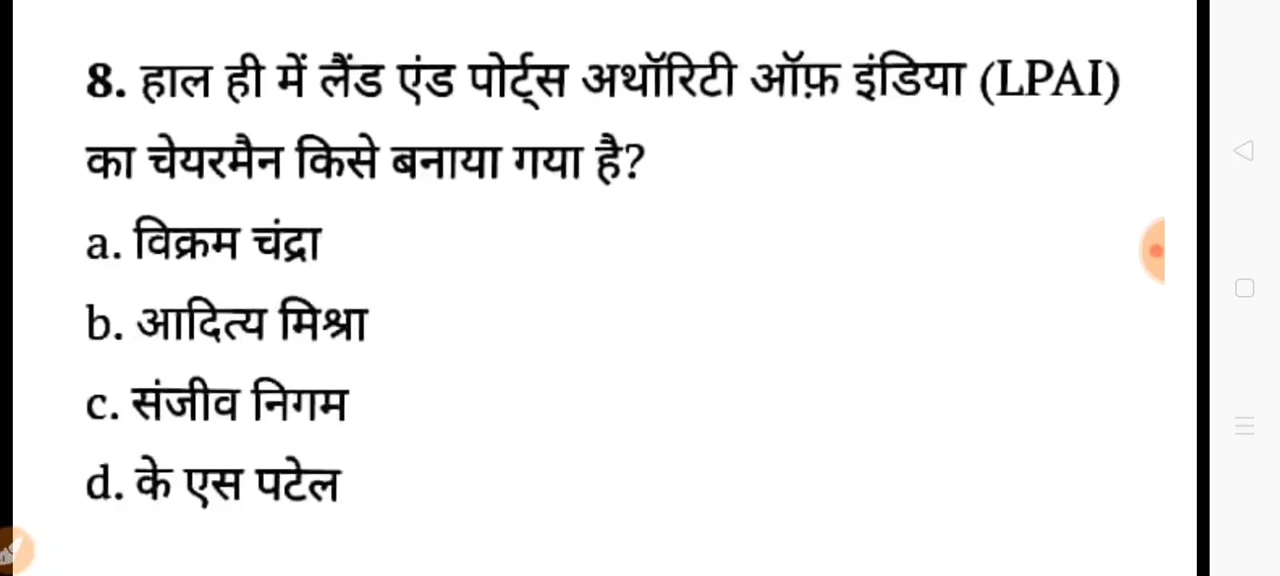 8. हाल ही में लैंड एंड पोर्ट्स अथॉरिटी ऑफ़ इंडिया (LPAI)
का चेयरमैन किसे बनाया गया है?
a. विक्रम चंद्रा
b. आदित्य मिश्रा
c. संजीव निगम
d. के एस पटेल